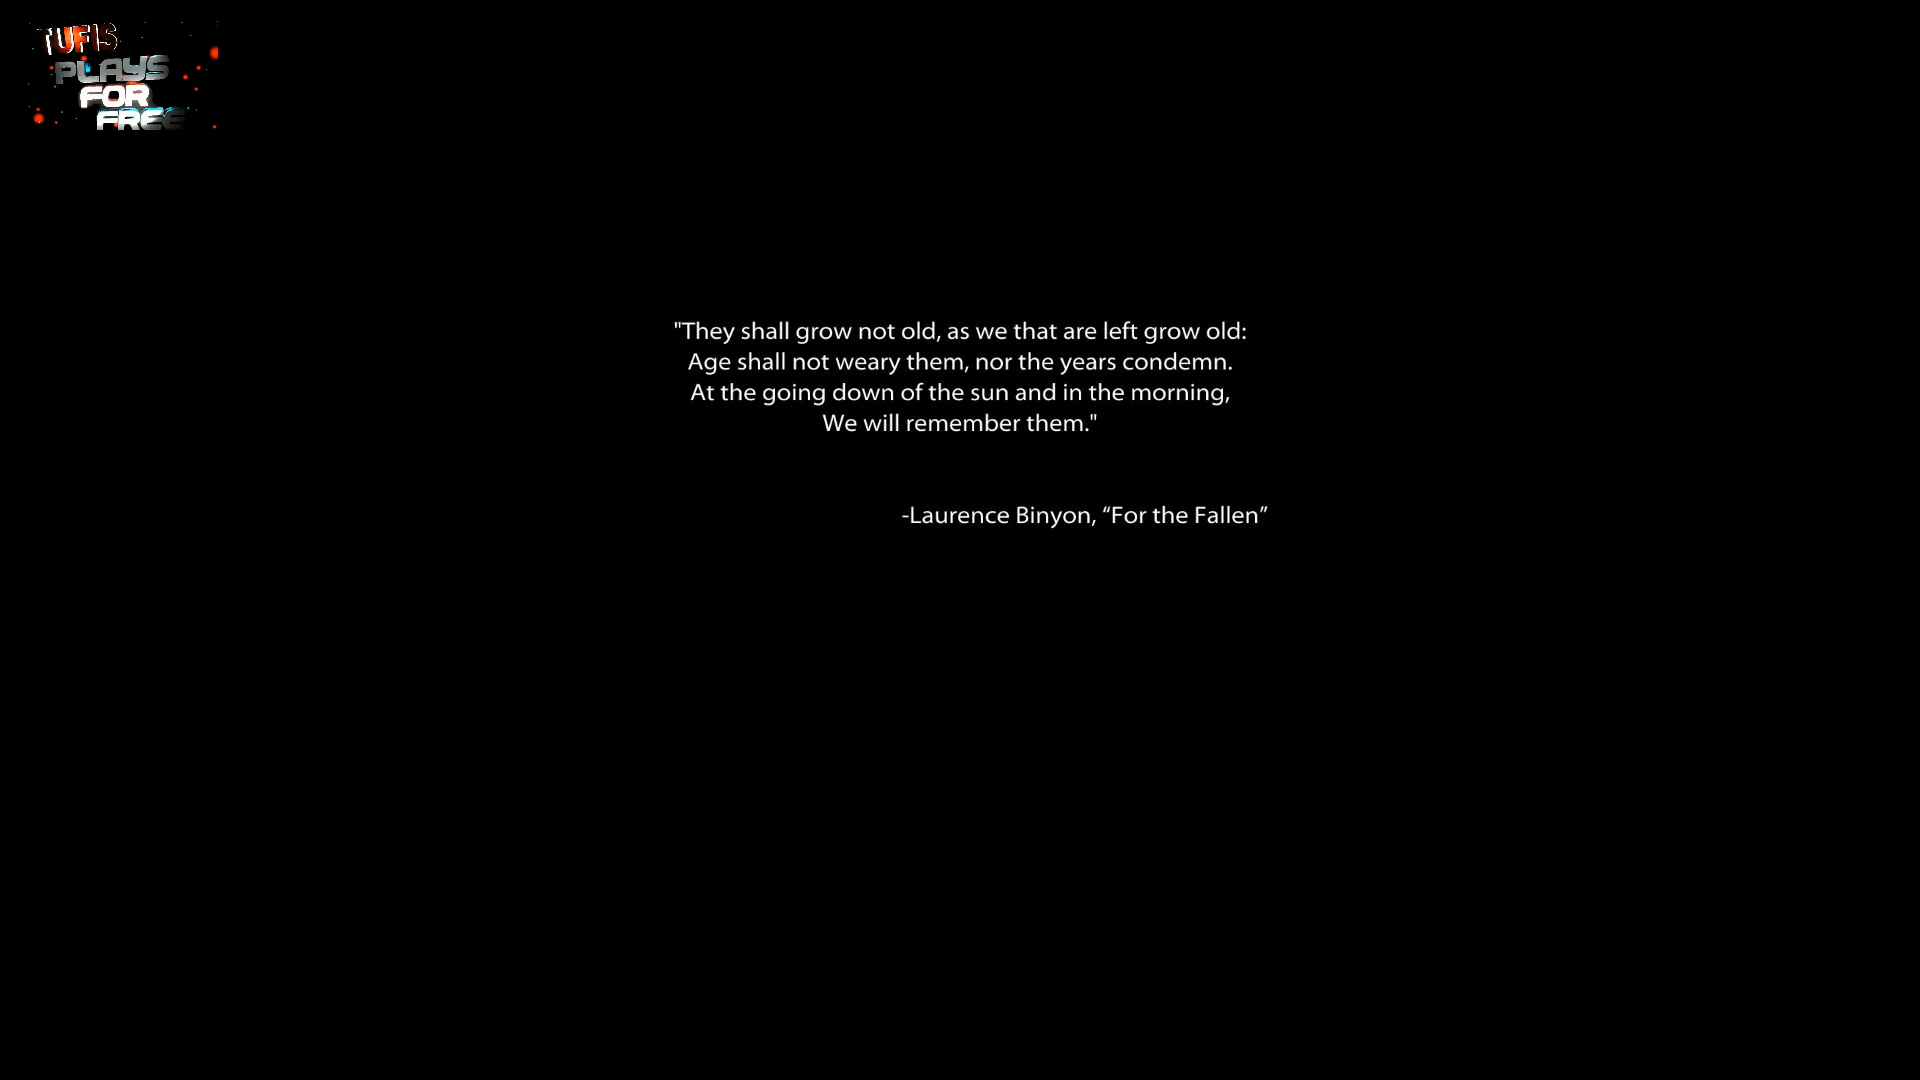 TUFIS
PLAYS
FOR
FREE
"They shall grow not old, as we that are left grow old:
Age shall not weary them, nor the years condemn.
At the going down of the sun and in the morning,
We will remember them."
-Laurence Binyon, “For the Fallen”